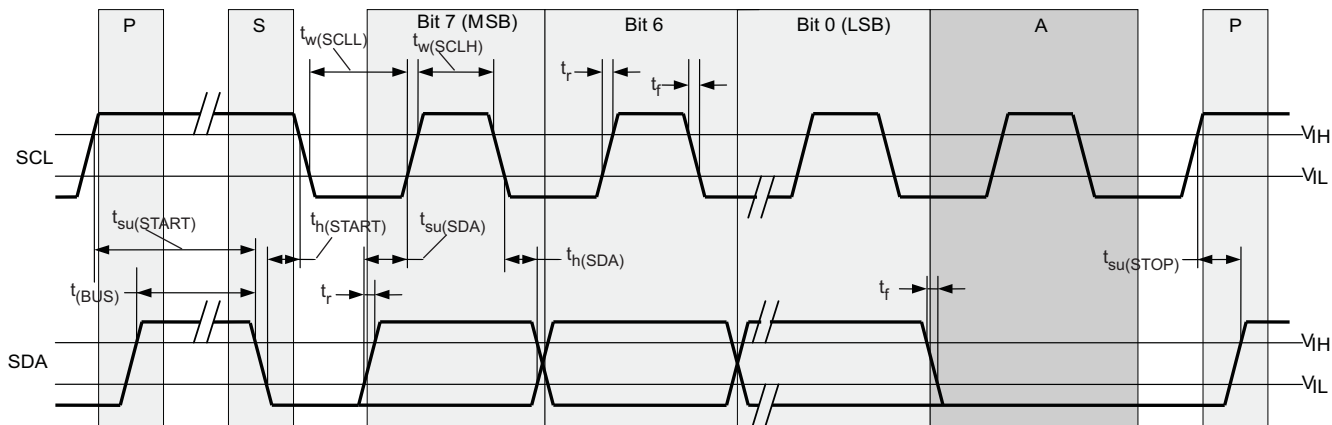 P S Bit 7 (MSB) Bit 6 Bit 0 (LSB) A P
tw(SCLL) tw(SCLH) tr tf
VIH
SCL
VIL
tsu(START) th(START) tsu(SDA) th(SDA) tsu(STOP)
t(BUS) tr tf
VIH
SDA
VIL